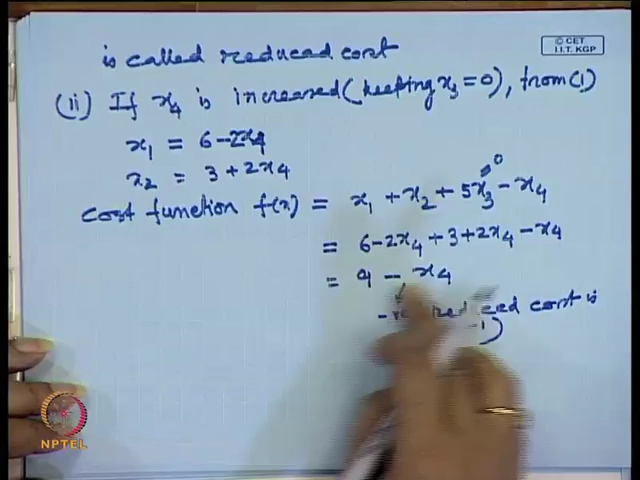 © CET
I.I.T. KGP
is called reduced cost
(ii) If x₄ is increased (keeping x₃ = 0), from (1)
x₁ = 6 - 2x₄
x₂ = 3 + 2x₄
cost function f(x) = x₁ + x₂ + 5x₃ - x₄
0
= 6 - 2x₄ + 3 + 2x₄ - x₄
= 9 - x₄
cost is
-1)
NPTEL